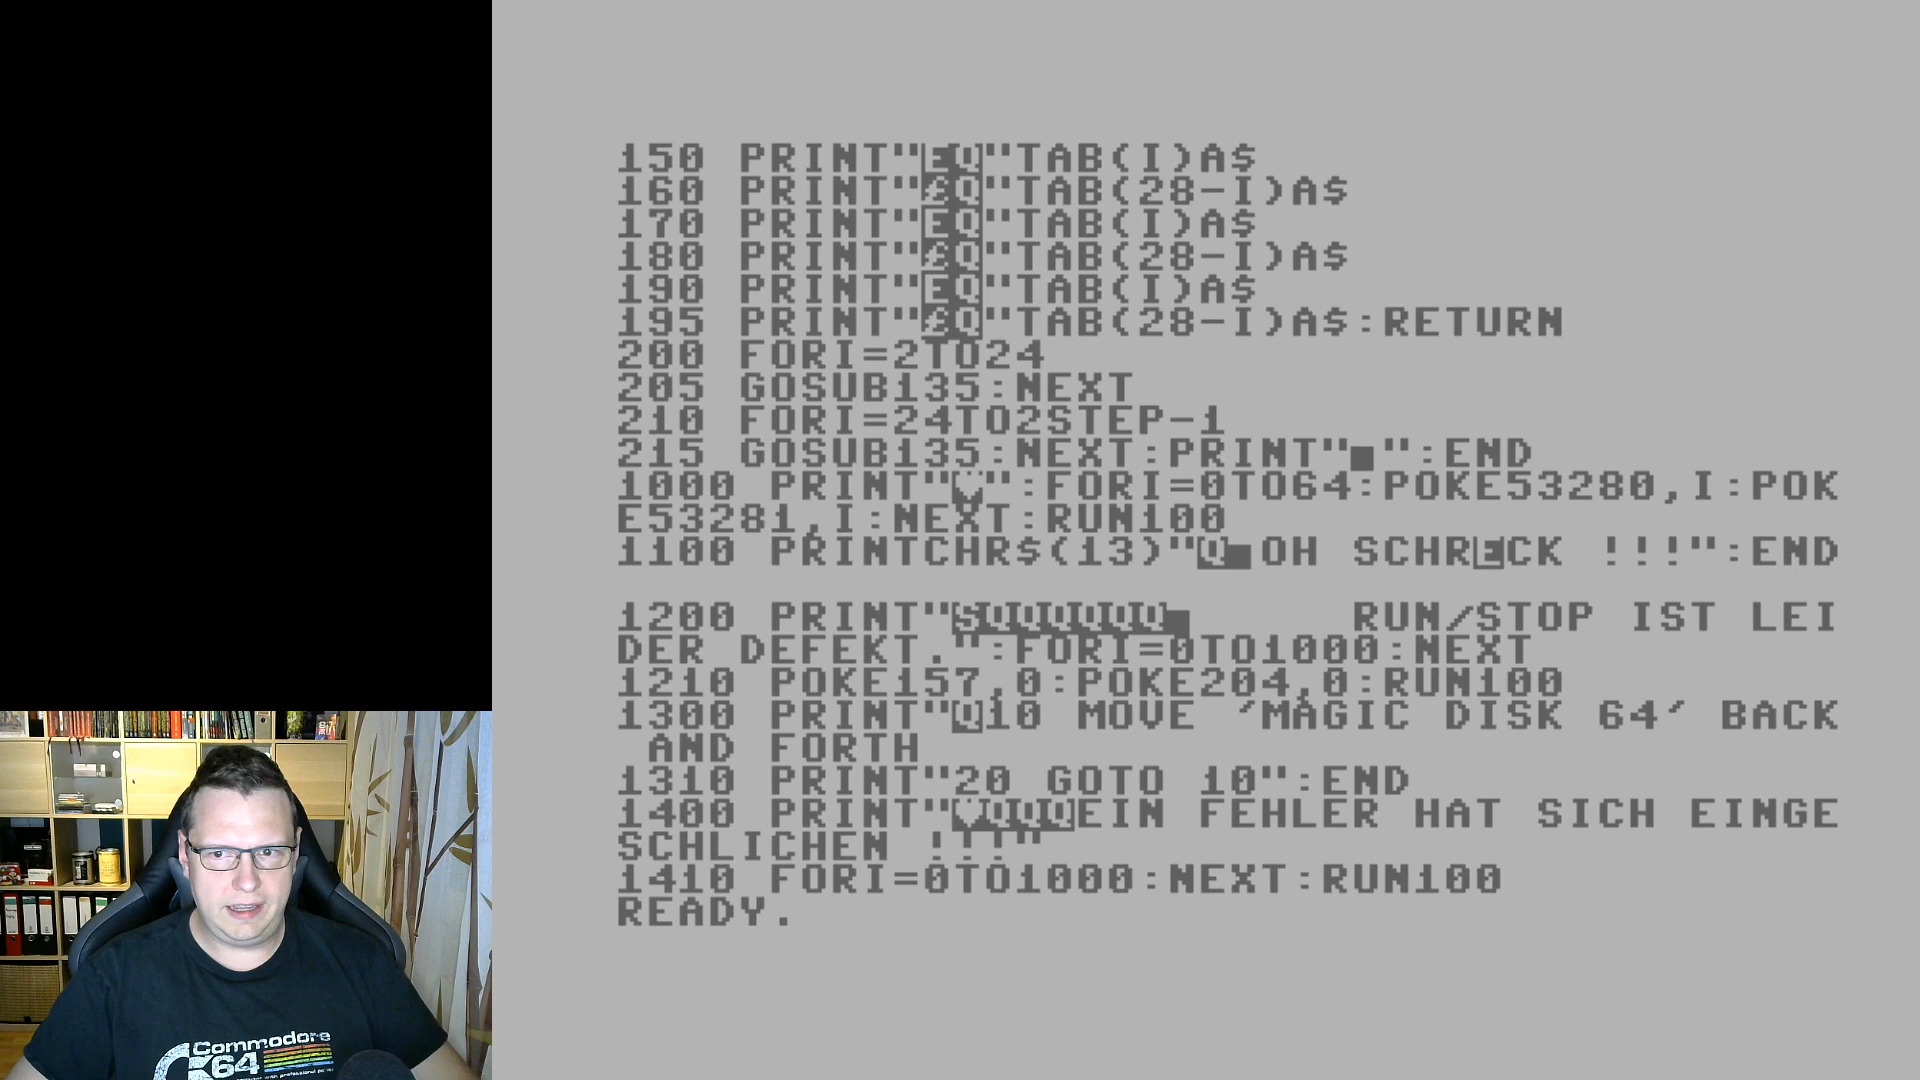 150 PRINT"EQ"TAB(I)A$
160 PRINT"£Q"TAB(28-I)A$
170 PRINT"EQ"TAB(I)A$
180 PRINT"£Q"TAB(28-I)A$
190 PRINT"EQ"TAB(I)A$
195 PRINT"£Q"TAB(28-I)A$:RETURN
200 FORI=2TO24
205 GOSUB135:NEXT
210 FORI=24TO2STEP-1
215 GOSUB135:NEXT:PRINT"■":END
1000 PRINT"♥":FORI=0TO64:POKE53280,I:POK
E53281,I:NEXT:RUN100
1100 PRINTCHR$(13)"Q■OH SCHRECK !!!":END
1200 PRINT"SQQQQQQ■     RUN/STOP IST LEI
DER DEFEKT.":FORI=0TO1000:NEXT
1210 POKE157,0:POKE204,0:RUN100
1300 PRINT"Q10 MOVE 'MAGIC DISK 64' BACK
AND FORTH
1310 PRINT"20 GOTO 10":END
1400 PRINT"♥QQQEIN FEHLER HAT SICH EINGE
SCHLICHEN !!!"
1410 FORI=0TO1000:NEXT:RUN100
READY.
Commodore
64